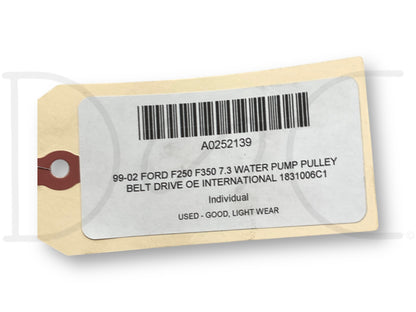 A0252139
99-02 FORD F250 F350 7.3 WATER PUMP PULLEY
BELT DRIVE OE INTERNATIONAL 1831006C1
Individual
USED - GOOD, LIGHT WEAR